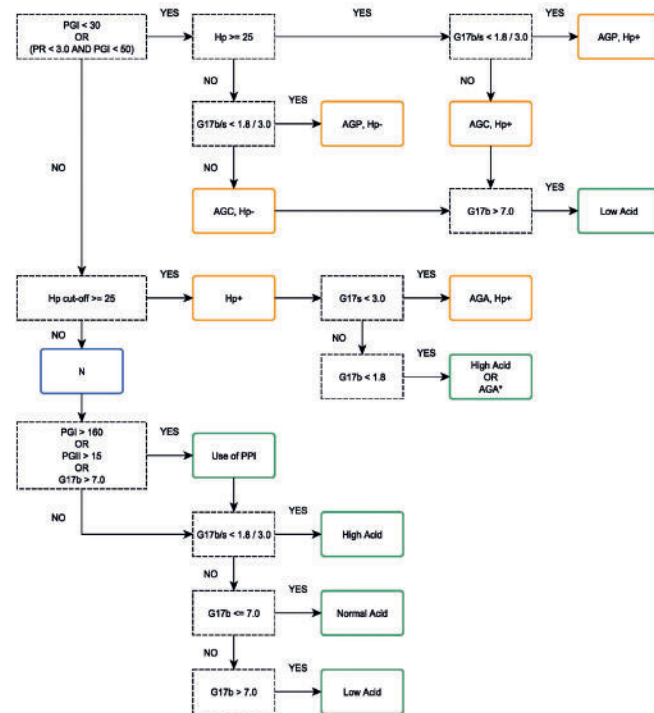 PGI < 30
OR
(PR < 3.0 AND PGI < 50)
YES
Hp >= 25
YES
G17b/s < 1.8 / 3.0
YES
AGP, Hp+
NO
NO
G17b/s < 1.8 / 3.0
YES
AGP, Hp-
AGC, Hp+
NO
NO
AGC, Hp-
G17b > 7.0
YES
Low Acid
Hp cut-off >= 25
YES
Hp+
G17s < 3.0
YES
AGA, Hp+
NO
NO
N
G17b < 1.8
YES
High Acid
OR
AGA*
PGI > 160
OR
PGII > 15
OR
G17b > 7.0
YES
Use of PPI
NO
G17b/s < 1.8 / 3.0
YES
High Acid
NO
G17b <= 7.0
YES
Normal Acid
NO
G17b > 7.0
YES
Low Acid